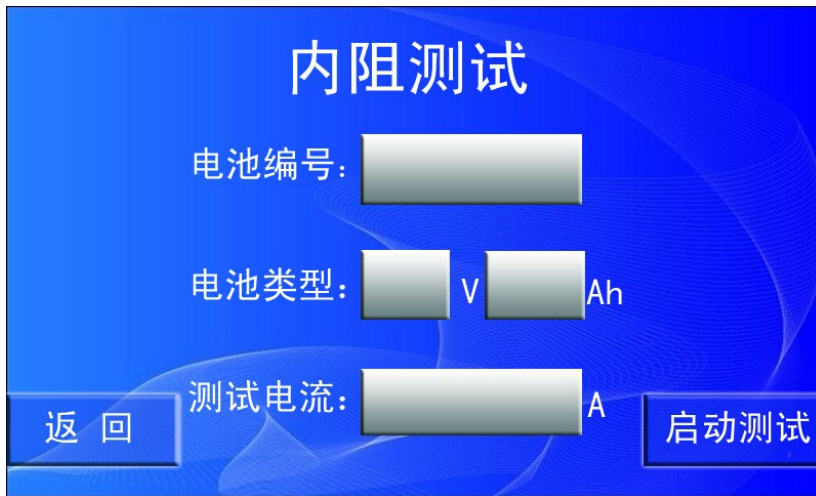 内阻测试
电池编号：
电池类型： V Ah
测试电流： A
返 回
启动测试